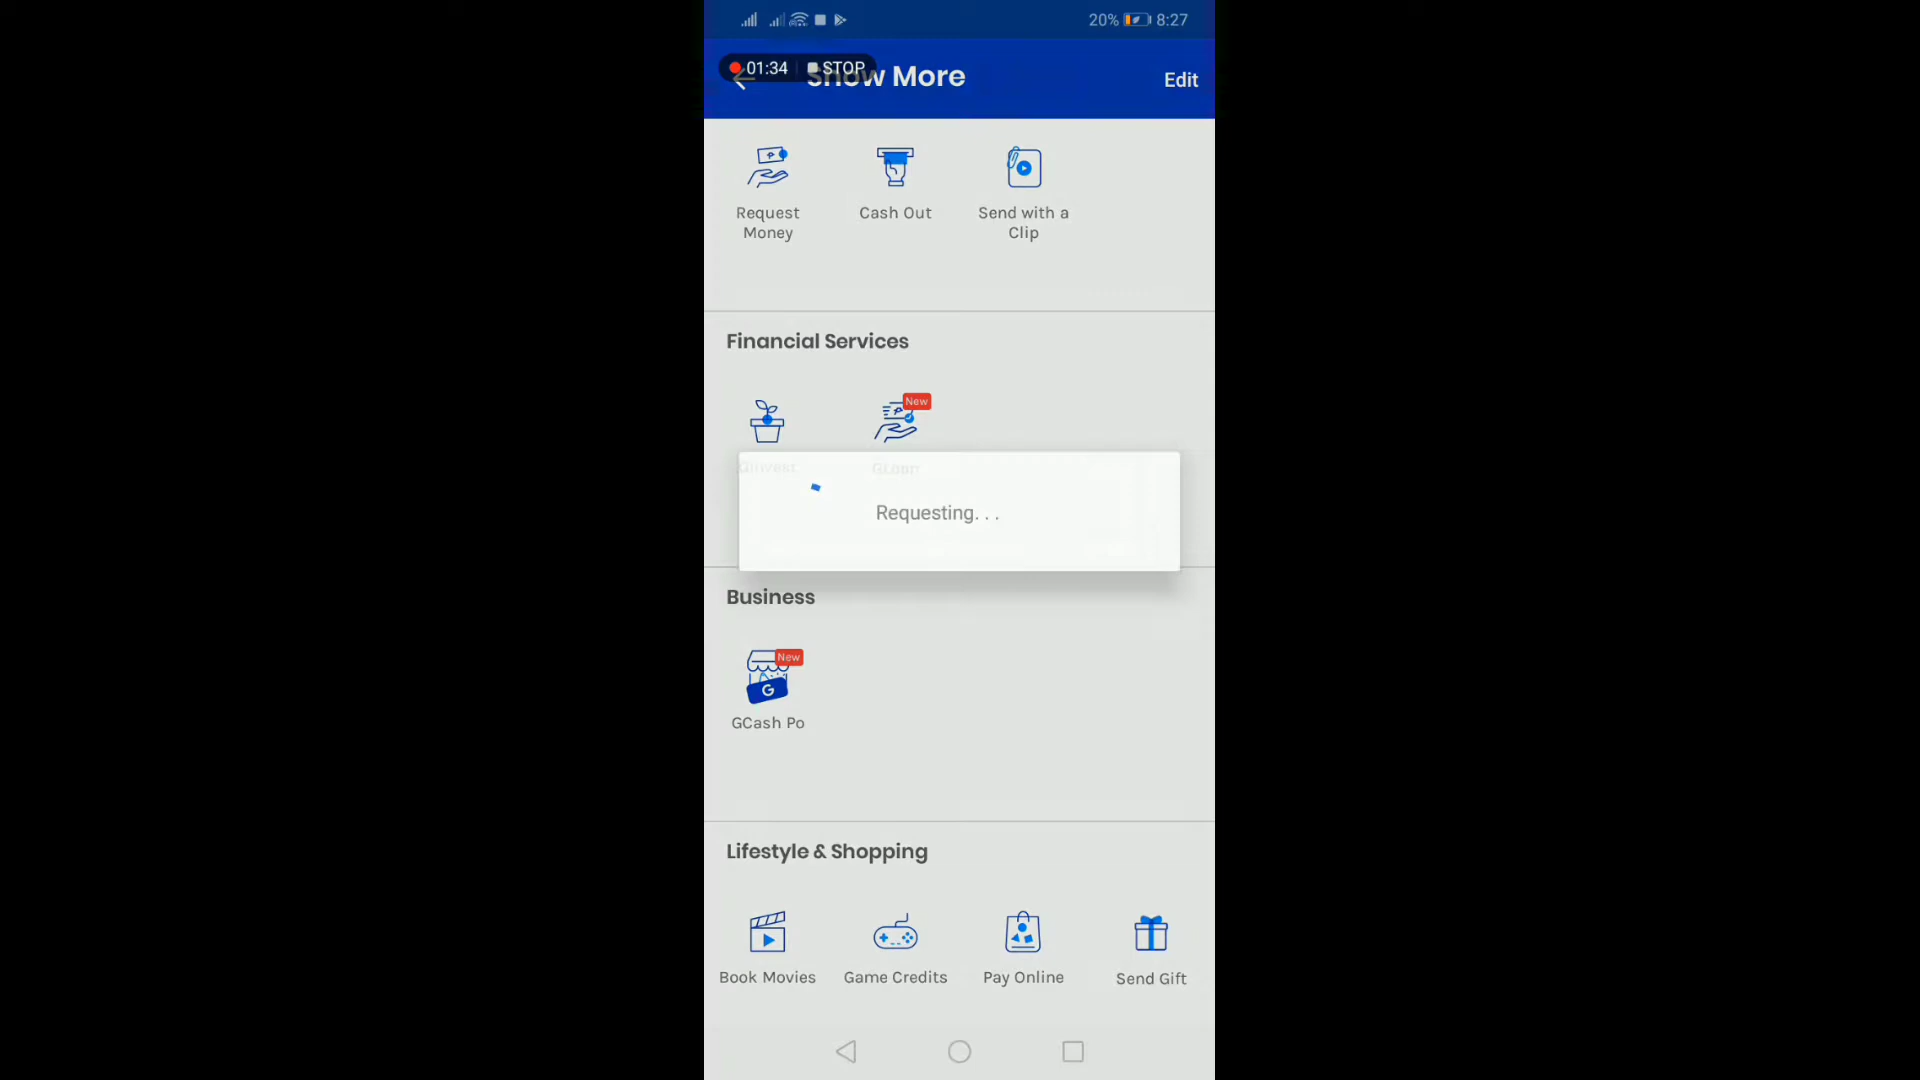 20% 8:27
01:34 STOP
Show More
Edit
Request Money
Cash Out
Send with a Clip
Financial Services
New
GInvest
GLoan
Requesting. . .
Business
New
G
GCash Po
Lifestyle & Shopping
Book Movies
Game Credits
Pay Online
Send Gift